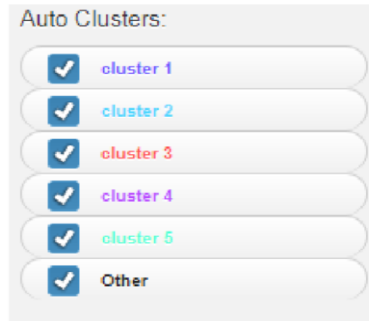 Auto Clusters:
cluster 1
cluster 2
cluster 3
cluster 4
cluster 5
Other